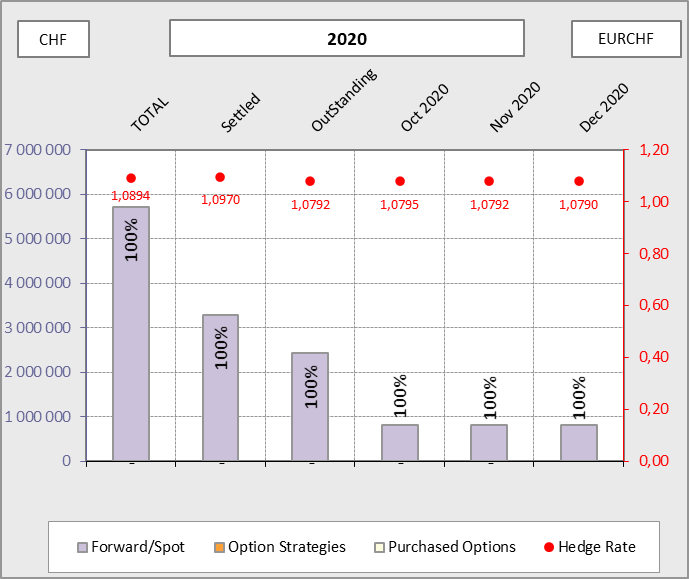 CHF
2020
EURCHF
TOTAL
Settled
OutStanding
Oct 2020
Nov 2020
Dec 2020
7 000 000
6 000 000
5 000 000
4 000 000
3 000 000
2 000 000
1 000 000
0
1,0894
1,0970
1,0792
1,0795
1,0792
1,0790
100%
100%
100%
100%
100%
100%
-
-
-
-
-
-
1,20
1,00
0,80
0,60
0,40
0,20
0,00
Forward/Spot
Option Strategies
Purchased Options
Hedge Rate